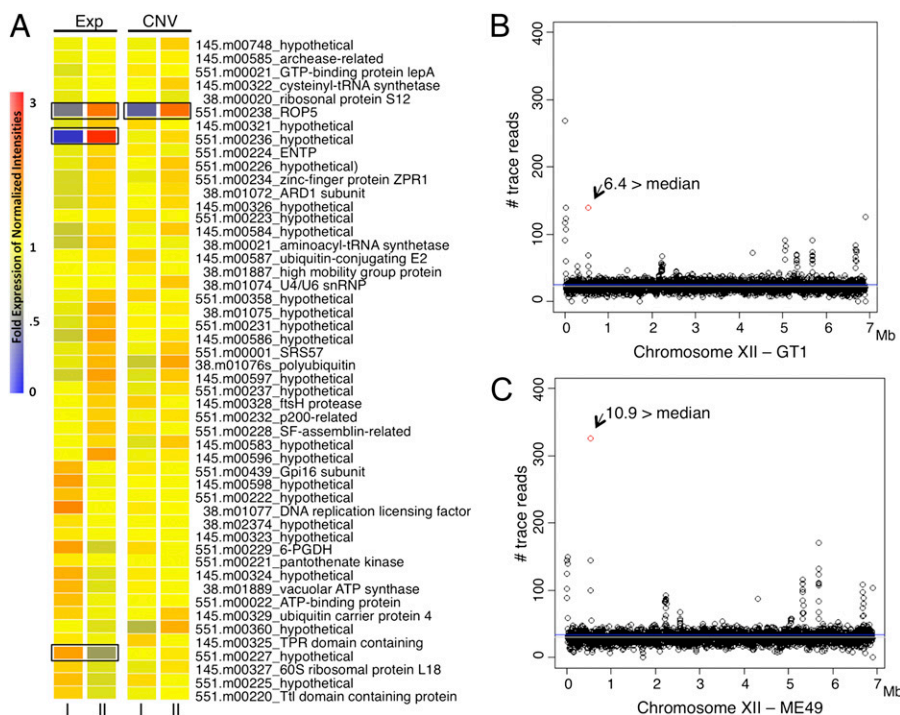 A
Exp CNV
Fold Expression of Normalized Intensities
3
1
.5
0
145.m00748_hypothetical
145.m00585_archease-related
551.m00021_GTP-binding protein lepA
145.m00322_cysteinyl-tRNA synthetase
38.m00020_ribosomal protein S12
551.m00238_ROP5
145.m00321_hypothetical
551.m00236_hypothetical
551.m00224_ENTP
551.m00226_hypothetical)
551.m00234_zinc-finger protein ZPR1
38.m01072_ARD1 subunit
145.m00326_hypothetical
551.m00223_hypothetical
145.m00584_hypothetical
38.m00021_aminoacyl-tRNA synthetase
145.m00587_ubiquitin-conjugating E2
38.m01887_high mobility group protein
38.m01074_U4/U6 snRNP
551.m00358_hypothetical
38.m01075_hypothetical
551.m00231_hypothetical
145.m00586_hypothetical
551.m00001_SRS57
38.m01076s_polyubiquitin
145.m00597_hypothetical
551.m00237_hypothetical
145.m00328_ftsH protease
551.m00232_p200-related
551.m00228_SF-assemblin-related
145.m00583_hypothetical
145.m00596_hypothetical
551.m00439_Gpi16 subunit
145.m00598_hypothetical
551.m00222_hypothetical
38.m01077_DNA replication licensing factor
38.m02374_hypothetical
145.m00323_hypothetical
551.m00229_6-PGDH
551.m00221_pantothenate kinase
145.m00324_hypothetical
38.m01889_vacuolar ATP synthase
551.m00022_ATP-binding protein
145.m00329_ubiquitin carrier protein 4
551.m00360_hypothetical
145.m00325_TPR domain containing
551.m00227_hypothetical
145.m00327_60S ribosomal protein L18
551.m00225_hypothetical
551.m00220_Ttl domain containing protein
I II I II
B
# trace reads
400
300
200
100
0
6.4 > median
0 1 2 3 4 5 6 7 Mb
Chromosome XII – GT1
C
# trace reads
400
300
200
100
0
10.9 > median
0 1 2 3 4 5 6 7 Mb
Chromosome XII – ME49